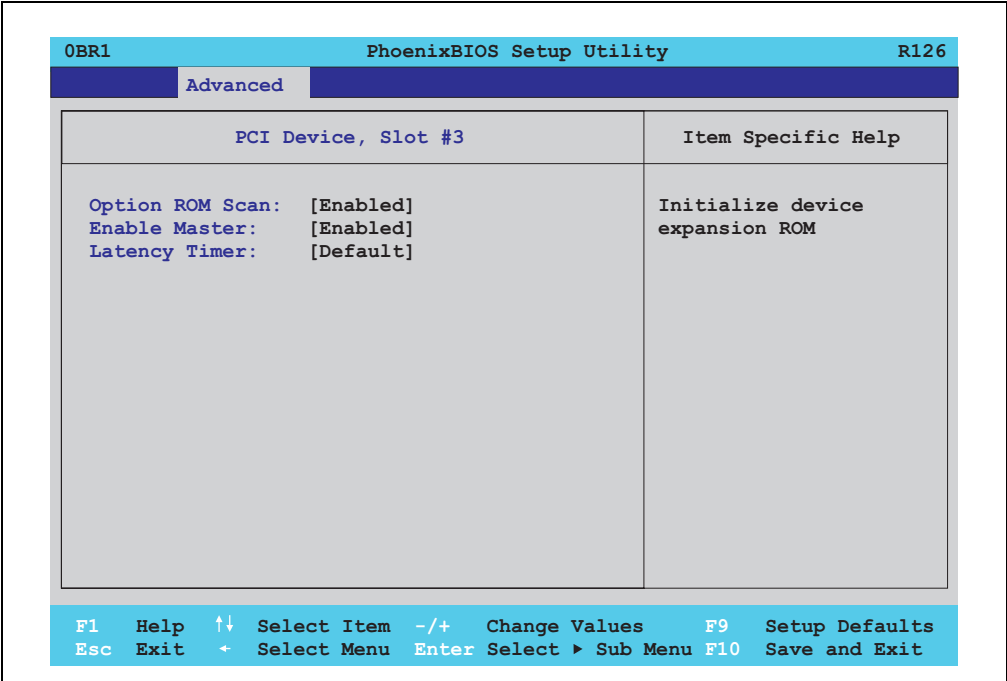 0BR1 PhoenixBIOS Setup Utility R126
Advanced
PCI Device, Slot #3 Item Specific Help
Option ROM Scan: [Enabled] Initialize device
Enable Master: [Enabled] expansion ROM
Latency Timer: [Default]
F1 Help ↑↓ Select Item -/+ Change Values F9 Setup Defaults
Esc Exit ← Select Menu Enter Select ▶ Sub Menu F10 Save and Exit